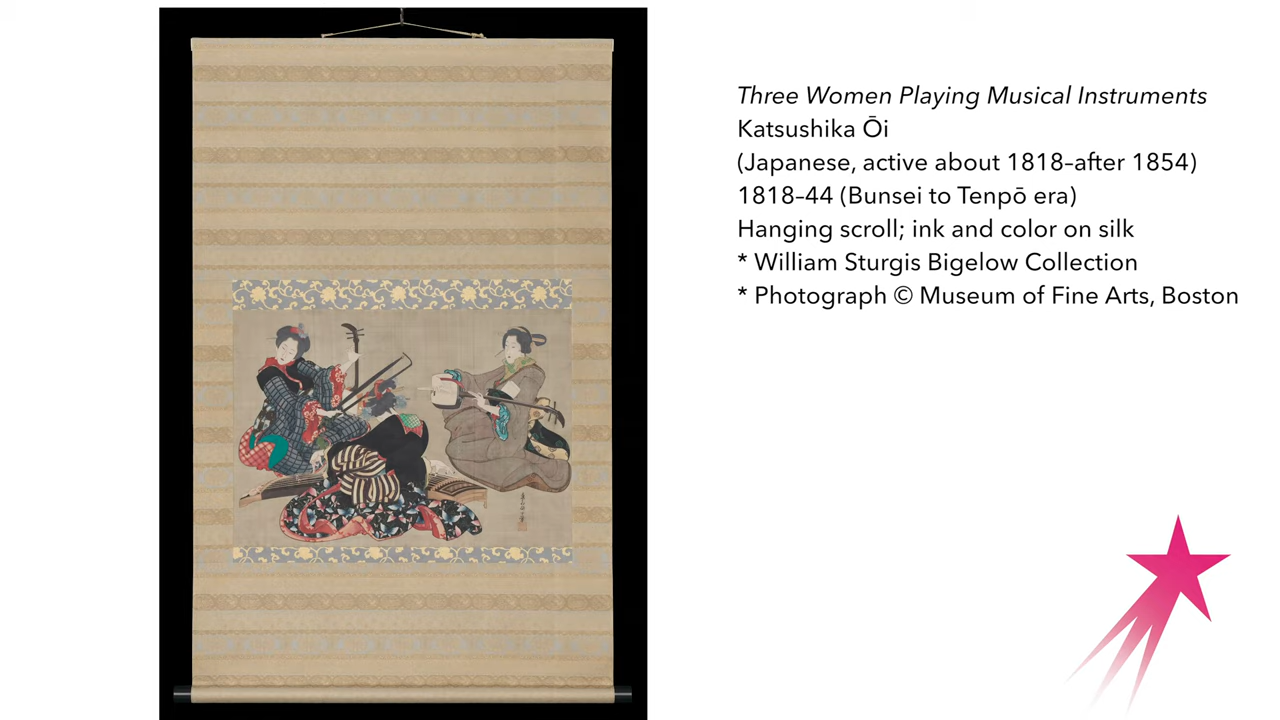 Three Women Playing Musical Instruments
Katsushika Ōi
(Japanese, active about 1818–after 1854)
1818–44 (Bunsei to Tenpō era)
Hanging scroll; ink and color on silk
* William Sturgis Bigelow Collection
* Photograph © Museum of Fine Arts, Boston